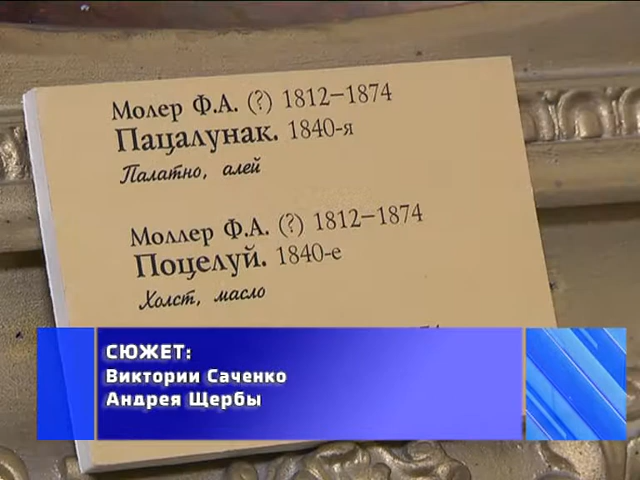 Молер Ф.А. (?) 1812–1874
Пацалунак. 1840-я
Палатно, алей
Моллер Ф.А. (?) 1812–1874
Поцелуй. 1840-е
Холст, масло
СЮЖЕТ:
Виктории Саченко
Андрея Щербы